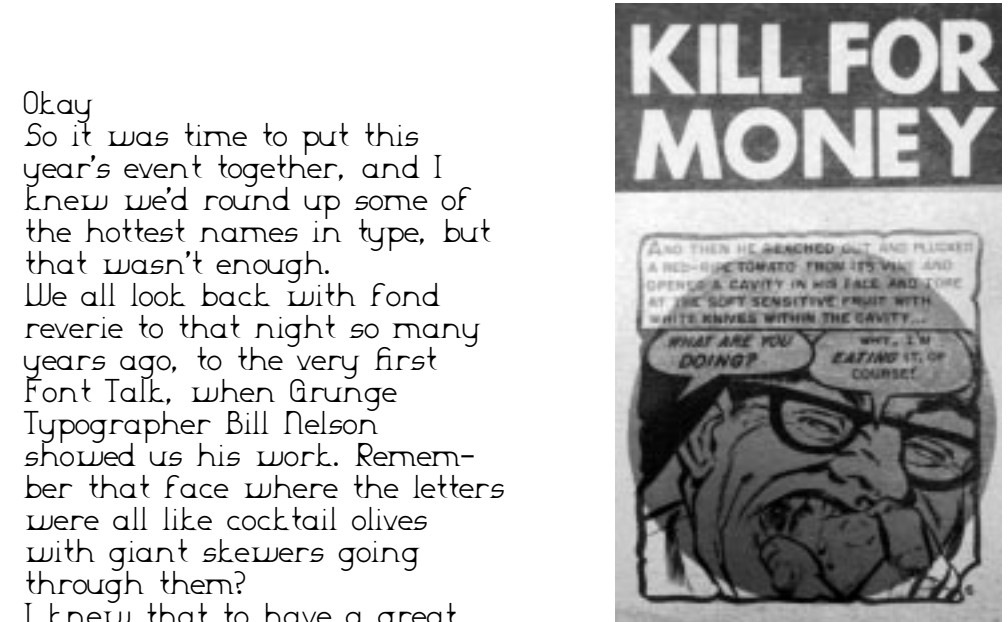 Okay
So it was time to put this
year's event together, and I
knew we'd round up some of
the hottest names in type, but
that wasn't enough.
We all look back with fond
reverie to that night so many
years ago, to the very first
Font Talk, when Grunge
Typographer Bill Nelson
showed us his work. Remem-
ber that face where the letters
were all like cocktail olives
with giant skewers going
through them?
I knew that to have a great
KILL FOR
MONEY
AND THEN HE REACHED OUT AND PLUCKED
A RED-RIPE TOMATO FROM ITS VINE AND
OPENED A CAVITY IN HIS FACE AND TORE
AT THE SOFT SENSITIVE FRUIT WITH
WHITE KNIVES WITHIN THE CAVITY...
WHAT ARE YOU
DOING?
WHY, I'M
EATING IT, OF
COURSE!